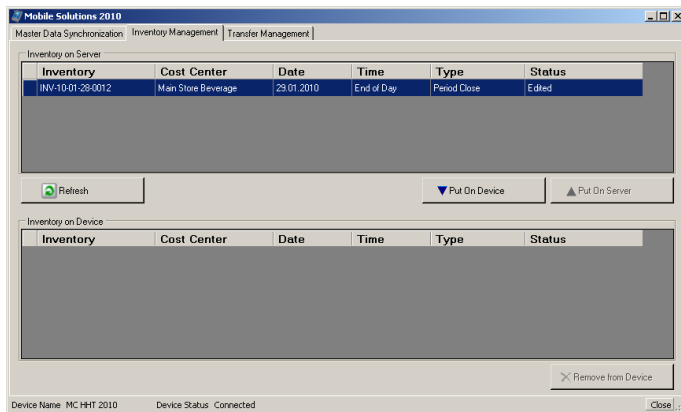 Mobile Solutions 2010
Master Data Synchronization Inventory Management Transfer Management
Inventory on Server
Inventory Cost Center Date Time Type Status
INV-10-01-28-0012 Main Store Beverage 29.01.2010 End of Day Period Close Edited
Refresh Put On Device Put On Server
Inventory on Device
Inventory Cost Center Date Time Type Status
Remove from Device
Device Name MC HHT 2010 Device Status Connected Close